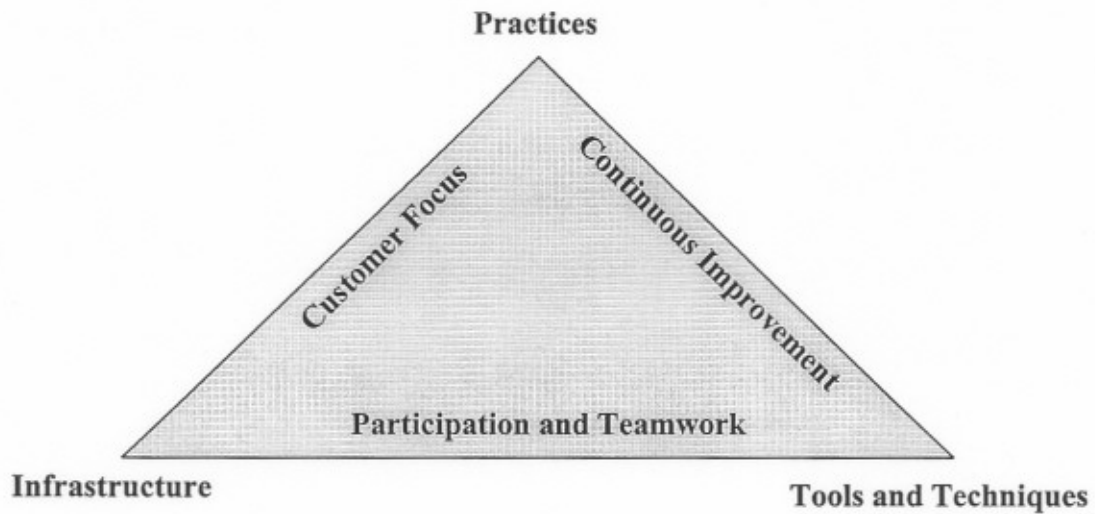 Practices
Customer Focus
Continuous Improvement
Participation and Teamwork
Infrastructure
Tools and Techniques